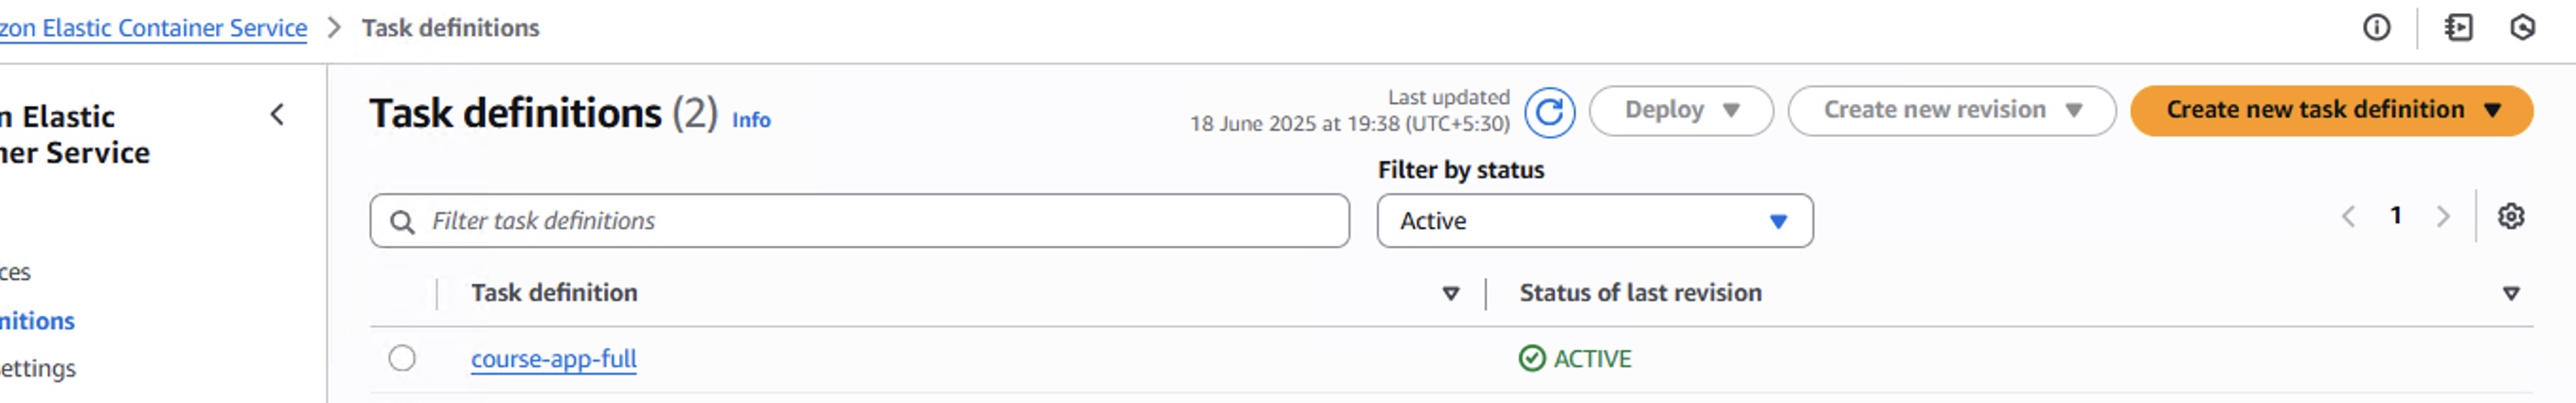 zon Elastic Container Service > Task definitions
n Elastic
ner Service
ces
nitions
ettings
Task definitions (2) Info
Last updated
18 June 2025 at 19:38 (UTC+5:30)
Deploy
Create new revision
Create new task definition
Filter by status
Filter task definitions
Active
1
Task definition
Status of last revision
course-app-full
ACTIVE